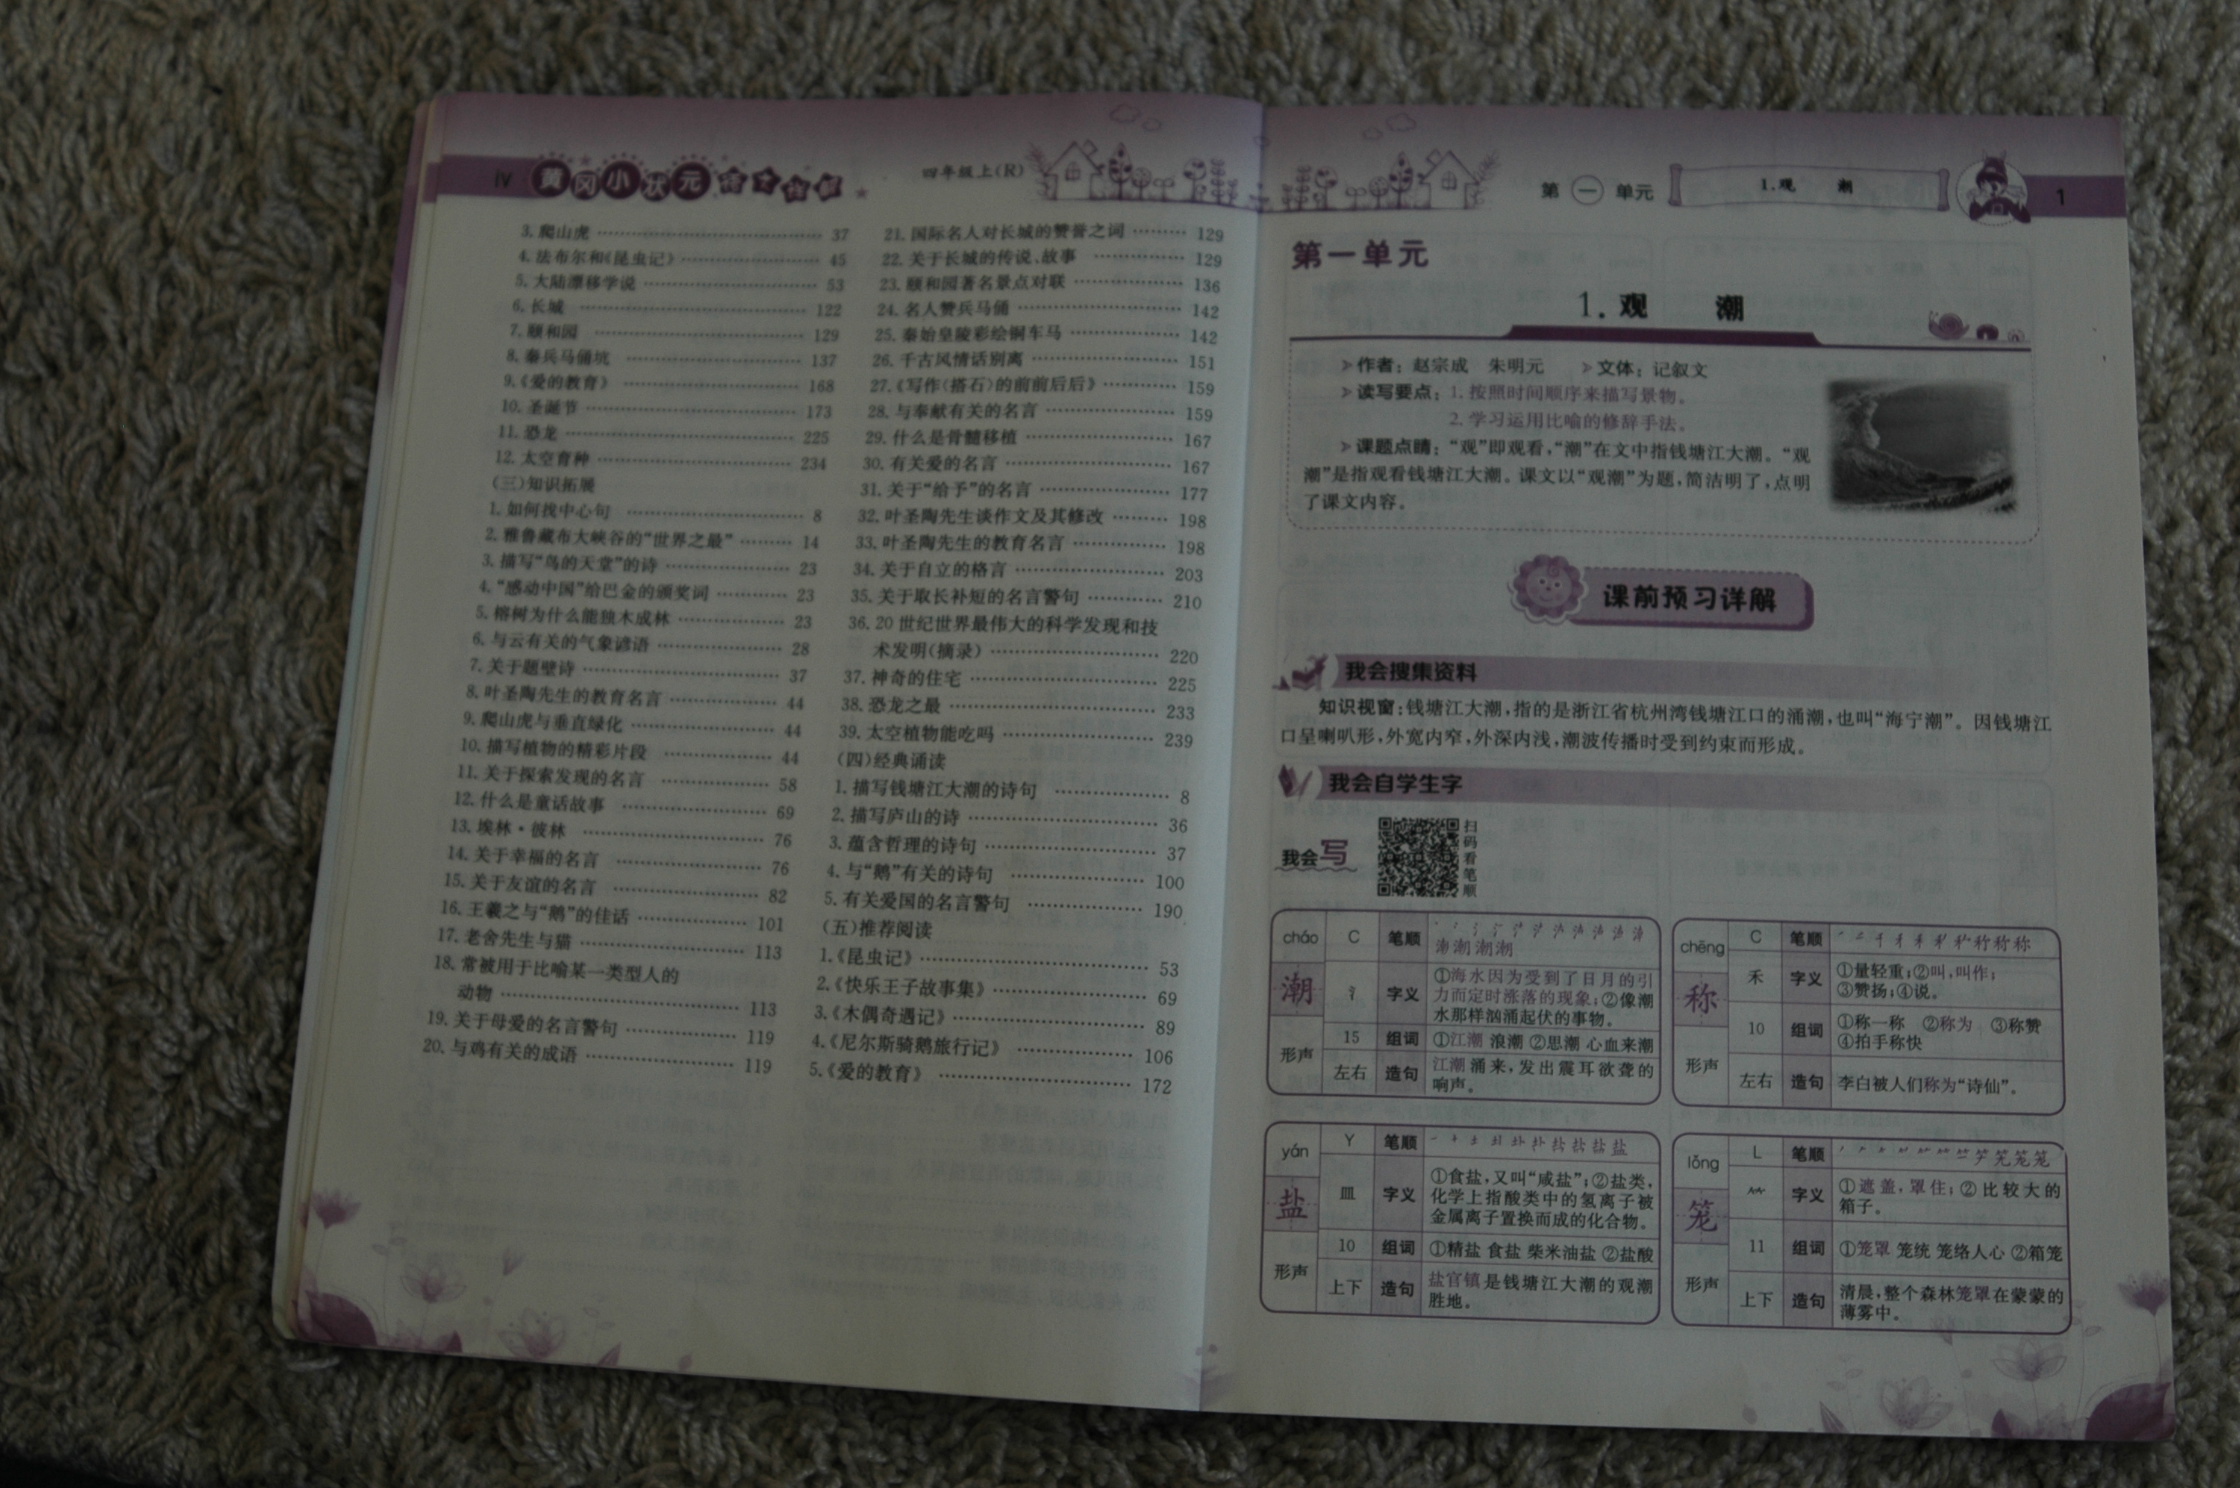 iv 黄冈小状元语文详解 四年级上(R)
3. 爬山虎 …… 37
4. 法布尔和《昆虫记》 …… 45
5. 大陆漂移学说 …… 53
6. 长城 …… 122
7. 颐和园 …… 129
8. 秦兵马俑坑 …… 137
9.《爱的教育》 …… 168
10. 圣诞节 …… 173
11. 恐龙 …… 225
12. 太空育种 …… 234
(三)知识拓展
1. 如何找中心句 …… 8
2. 雅鲁藏布大峡谷的“世界之最” …… 14
3. 描写“鸟的天堂”的诗 …… 23
4. “感动中国”给巴金的颁奖词 …… 23
5. 榕树为什么能独木成林 …… 23
6. 与云有关的气象谚语 …… 28
7. 关于题壁诗 …… 37
8. 叶圣陶先生的教育名言 …… 44
9. 爬山虎与垂直绿化 …… 44
10. 描写植物的精彩片段 …… 44
11. 关于探索发现的名言 …… 58
12. 什么是童话故事 …… 69
13. 埃林·彼林 …… 76
14. 关于幸福的名言 …… 76
15. 关于友谊的名言 …… 82
16. 王羲之与“鹅”的佳话 …… 101
17. 老舍先生与猫 …… 113
18. 常被用于比喻某一类型人的
动物 …… 113
19. 关于母爱的名言警句 …… 119
20. 与鸡有关的成语 …… 119
21. 国际名人对长城的赞誉之词 …… 129
22. 关于长城的传说、故事 …… 129
23. 颐和园著名景点对联 …… 136
24. 名人赞兵马俑 …… 142
25. 秦始皇陵彩绘铜车马 …… 142
26. 千古风情话别离 …… 151
27.《写作〈搭石〉的前前后后》 …… 159
28. 与奉献有关的名言 …… 159
29. 什么是骨髓移植 …… 167
30. 有关爱的名言 …… 167
31. 关于“给予”的名言 …… 177
32. 叶圣陶先生谈作文及其修改 …… 198
33. 叶圣陶先生的教育名言 …… 198
34. 关于自立的格言 …… 203
35. 关于取长补短的名言警句 …… 210
36. 20世纪世界最伟大的科学发现和技
术发明(摘录) …… 220
37. 神奇的住宅 …… 225
38. 恐龙之最 …… 233
39. 太空植物能吃吗 …… 239
(四)经典诵读
1. 描写钱塘江大潮的诗句 …… 8
2. 描写庐山的诗 …… 36
3. 蕴含哲理的诗句 …… 37
4. 与“鹅”有关的诗句 …… 100
5. 有关爱国的名言警句 …… 190
(五)推荐阅读
1.《昆虫记》 …… 53
2.《快乐王子故事集》 …… 69
3.《木偶奇遇记》 …… 89
4.《尼尔斯骑鹅旅行记》 …… 106
5.《爱的教育》 …… 172
第一单元 1.观 潮 1
第一单元
1. 观 潮
作者：赵宗成 朱明元 文体：记叙文
读写要点：1. 按照时间顺序来描写景物。
2. 学习运用比喻的修辞手法。
课题点睛：“观”即观看，“潮”在文中指钱塘江大潮。“观
潮”是指观看钱塘江大潮。课文以“观潮”为题，简洁明了，点明
了课文内容。
课前预习详解
我会搜集资料
知识视窗：钱塘江大潮，指的是浙江省杭州湾钱塘江口的涌潮，也叫“海宁潮”。因钱塘江
口呈喇叭形，外宽内窄，外深内浅，潮波传播时受到约束而形成。
我会自学生字
我会写 扫码看笔顺
cháo C 笔顺
潮潮潮潮
潮 氵 字义 ①海水因为受到了日月的引
力而定时涨落的现象；②像潮
水那样汹涌起伏的事物。
形声 15 组词 ①江潮 浪潮 ②思潮 心血来潮
左右 造句 江潮涌来，发出震耳欲聋的
响声。
chēng C 笔顺
称 禾 字义 ①量轻重；②叫，叫作；
③赞扬；④说。
形声 10 组词 ①称一称 ②称为 ③称赞
④拍手称快
左右 造句 李白被人们称为“诗仙”。
yán Y 笔顺
盐 皿 字义 ①食盐，又叫“咸盐”；②盐类，
化学上指酸类中的氢离子被
金属离子置换而成的化合物。
形声 10 组词 ①精盐 食盐 柴米油盐 ②盐酸
上下 造句 盐官镇是钱塘江大潮的观潮
胜地。
lǒng L 笔顺
笼 ⺮ 字义 ①遮盖，罩住；②比较大的
箱子。
形声 11 组词 ①笼罩 笼统 笼络人心 ②箱笼
上下 造句 清晨，整个森林笼罩在蒙蒙的
薄雾中。